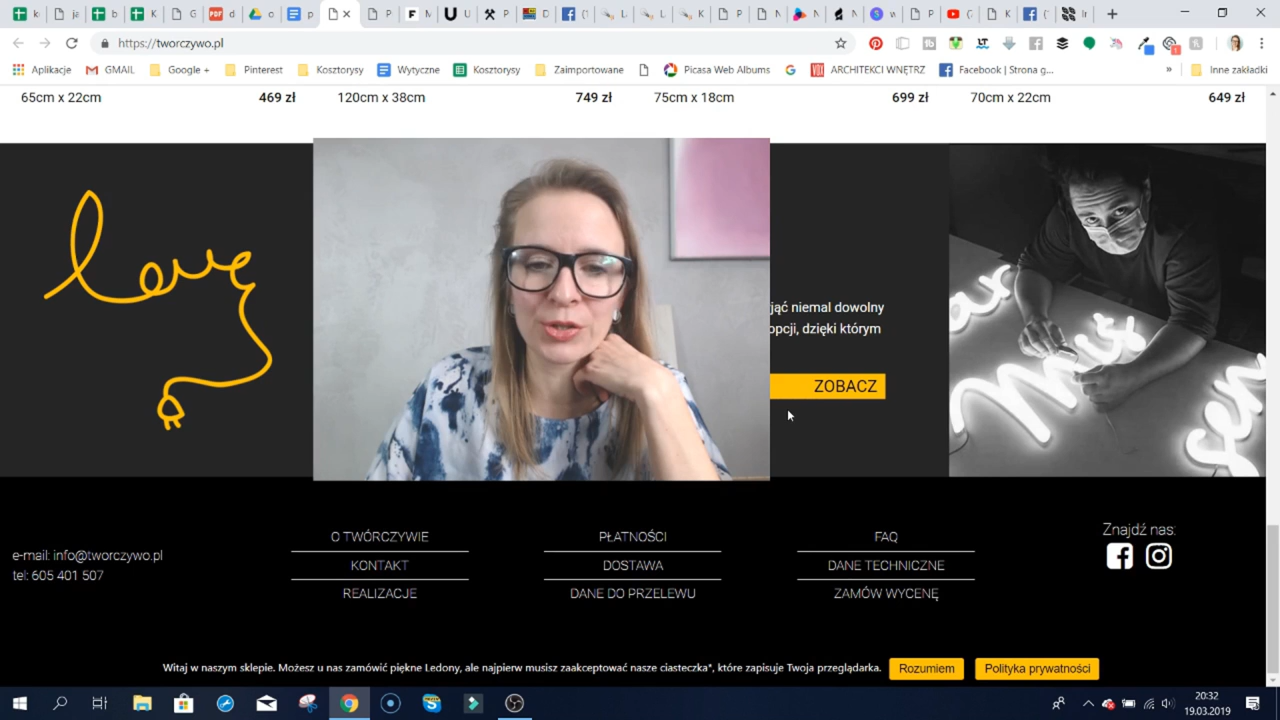 https://tworczywo.pl
Aplikacje GMAIL Google + Pinterest Kosztorysy Wytyczne Kosztorysy Zaimportowane Picasa Web Albums ARCHITEKCI WNĘTRZ Facebook | Strona g... » Inne zakładki
65cm x 22cm 469 zł 120cm x 38cm 749 zł 75cm x 18cm 699 zł 70cm x 22cm 649 zł
love
jąć niemal dowolny
opcji, dzięki którym
ZOBACZ
e-mail: info@tworczywo.pl
tel: 605 401 507
O TWÓRCZYWIE
KONTAKT
REALIZACJE
PŁATNOŚCI
DOSTAWA
DANE DO PRZELEWU
FAQ
DANE TECHNICZNE
ZAMÓW WYCENĘ
Znajdź nas:
Witaj w naszym sklepie. Możesz u nas zamówić piękne Ledony, ale najpierw musisz zaakceptować nasze ciasteczka*, które zapisuje Twoja przeglądarka. Rozumiem Polityka prywatności
20:32
19.03.2019